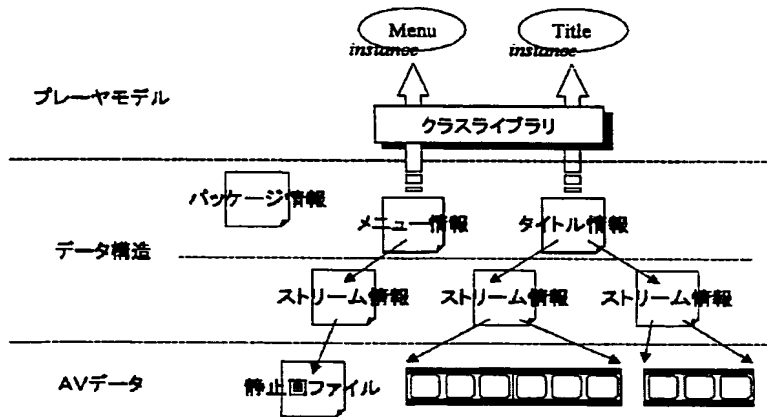 Menu
Title
instance
instance
プレーヤモデル
クラスライブラリ
パッケージ情報
メニュー情報
タイトル情報
データ構造
ストリーム情報
ストリーム情報
ストリーム情報
AVデータ
静止画ファイル